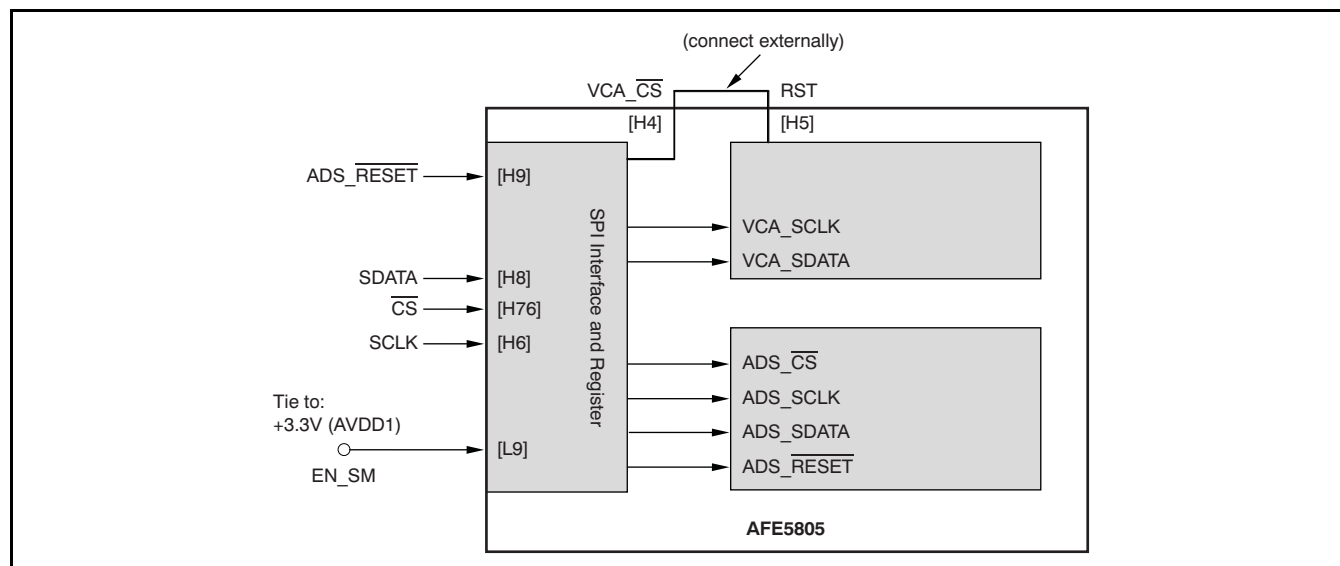 (connect externally)
VCA_CS
RST
[H4]
[H5]
ADS_RESET
[H9]
SPI Interface and Register
VCA_SCLK
VCA_SDATA
SDATA
[H8]
CS
[H76]
SCLK
[H6]
ADS_CS
ADS_SCLK
ADS_SDATA
ADS_RESET
Tie to:
+3.3V (AVDD1)
[L9]
EN_SM
AFE5805